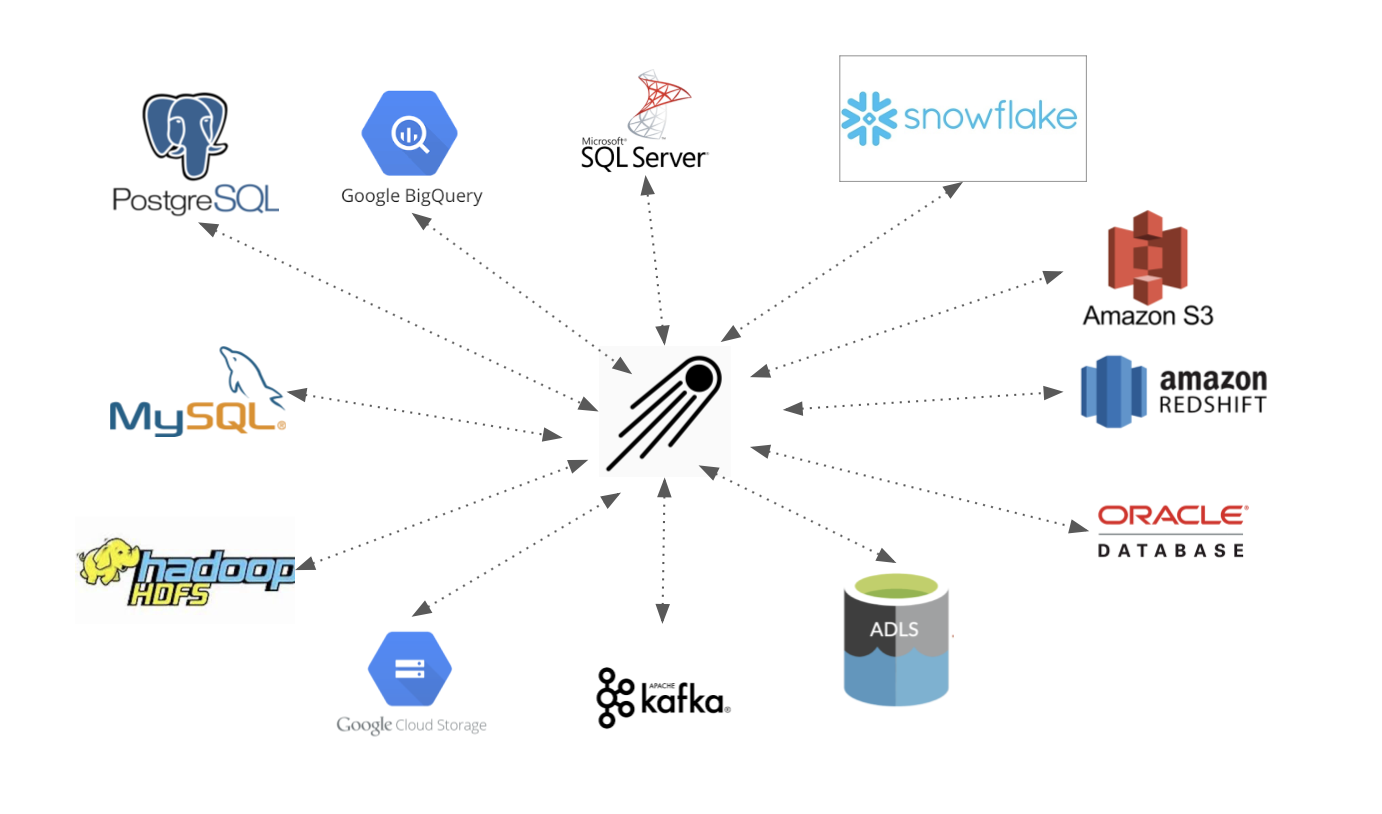 PostgreSQL
Google BigQuery
Microsoft®
SQL Server®
snowflake
Amazon S3
MySQL®
amazon
REDSHIFT
hadoop
HDFS
ORACLE®
DATABASE
ADLS
Google Cloud Storage
APACHE
kafka®